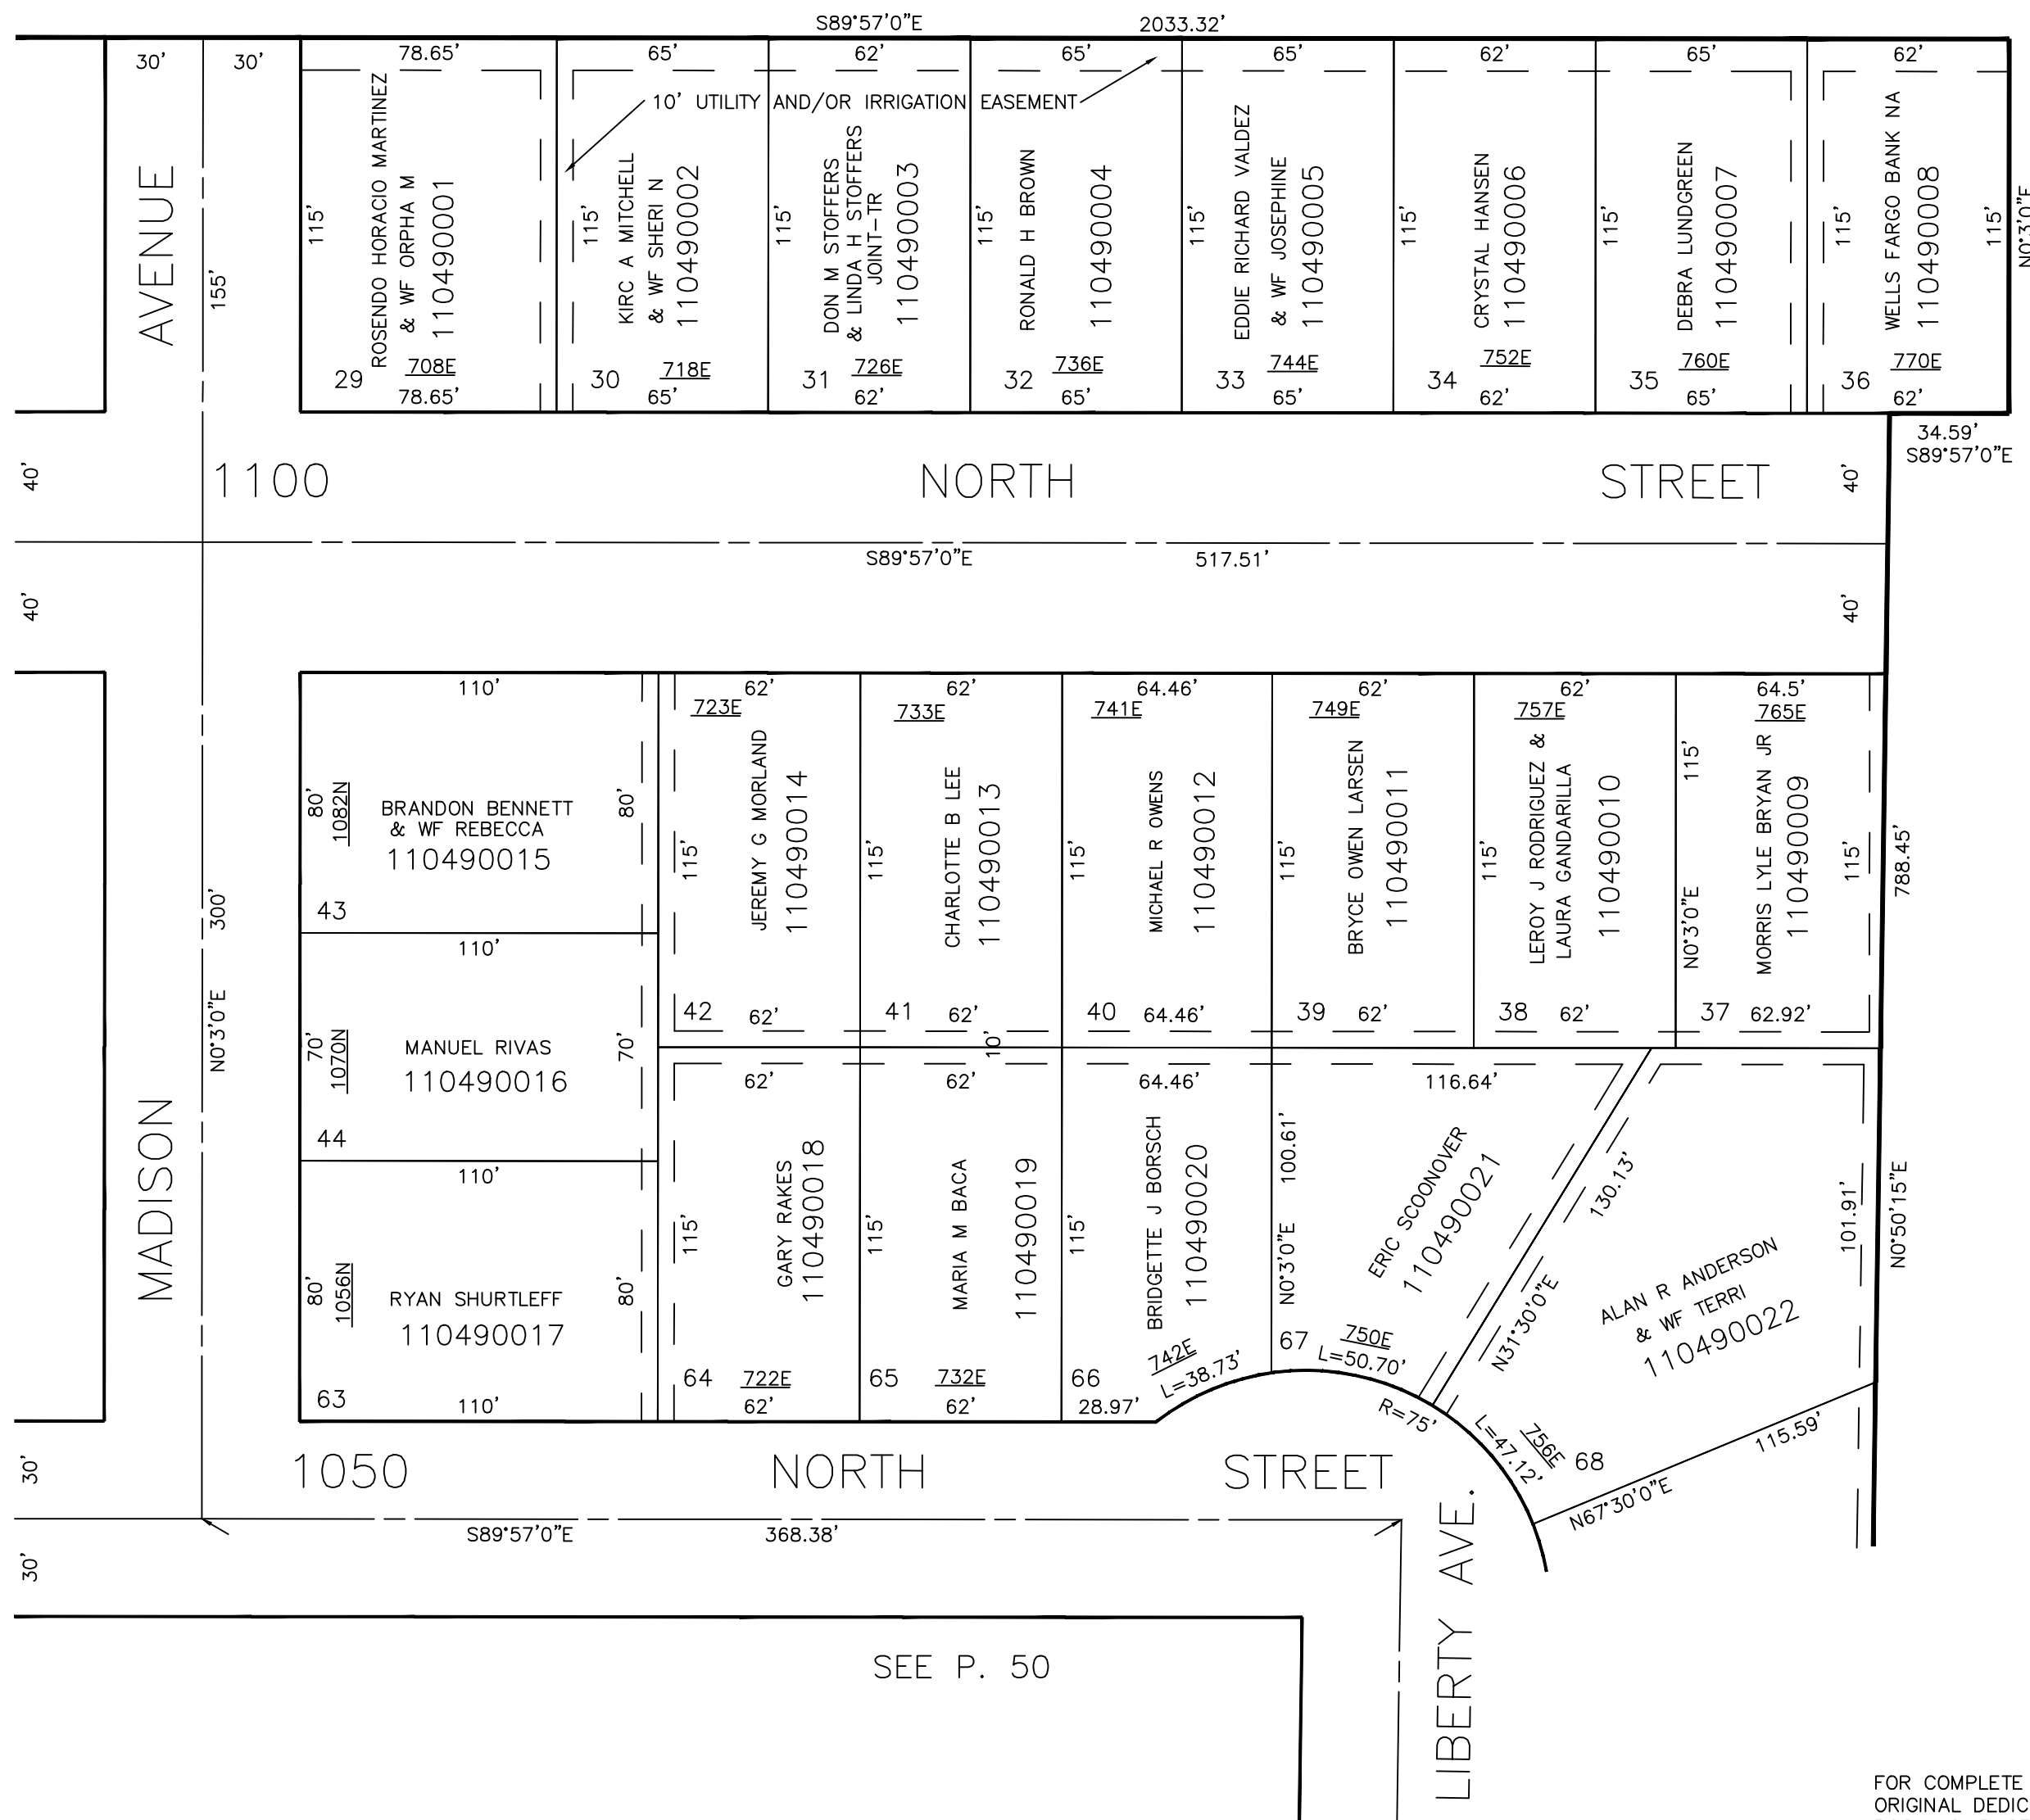 S89°57'0"E 2033.32'
30' 30' 78.65' 65' 62' 65' 65' 62' 65' 62'
10' UTILITY AND/OR IRRIGATION EASEMENT
AVENUE
155'
115'
ROSENDO HORACIO MARTINEZ
& WF ORPHA M
110490001
708E
29
78.65'
115'
KIRC A MITCHELL
& WF SHERI N
110490002
718E
30
65'
115'
DON M STOFFERS
& LINDA H STOFFERS
JOINT-TR
110490003
726E
31
62'
115'
RONALD H BROWN
110490004
736E
32
65'
115'
EDDIE RICHARD VALDEZ
& WF JOSEPHINE
110490005
744E
33
65'
115'
CRYSTAL HANSEN
110490006
752E
34
62'
115'
DEBRA LUNDGREEN
110490007
760E
35
65'
115'
WELLS FARGO BANK NA
110490008
770E
36
62'
115'
N0°3'0"E
34.59'
S89°57'0"E
40' 1100 NORTH STREET 40'
S89°57'0"E 517.51'
40' 40'
110'
80'
1082N
BRANDON BENNETT
& WF REBECCA
110490015
80'
43
300'
N0°3'0"E
110'
70'
1070N
MANUEL RIVAS
110490016
70'
44
MADISON
110'
80'
1056N
RYAN SHURTLEFF
110490017
80'
63
110'
62'
723E
115'
JEREMY G MORLAND
110490014
42
62'
62'
733E
115'
CHARLOTTE B LEE
110490013
41
62'
10'
64.46'
741E
115'
MICHAEL R OWENS
110490012
40
64.46'
62'
749E
115'
BRYCE OWEN LARSEN
110490011
39
62'
62'
757E
115'
LEROY J RODRIGUEZ &
LAURA GANDARILLA
110490010
38
62'
64.5'
765E
115'
N0°3'0"E
MORRIS LYLE BRYAN JR
110490009
115'
37
62.92'
788.45'
N0°50'15"E
62'
115'
GARY RAKES
110490018
64
722E
62'
62'
115'
MARIA M BACA
110490019
65
732E
62'
64.46'
115'
BRIDGETTE J BORSCH
110490020
66
742E
L=38.73'
28.97'
116.64'
100.61'
N0°3'0"E
ERIC SCOONOVER
110490021
67
750E
L=50.70'
R=75'
130.13'
N31°30'0"E
101.91'
ALAN R ANDERSON
& WF TERRI
110490022
756E
L=47.12'
68
115.59'
N67°30'0"E
30' 1050 NORTH STREET
S89°57'0"E 368.38'
30'
LIBERTY AVE.
SEE P. 50
FOR COMPLETE
ORIGINAL DEDIC